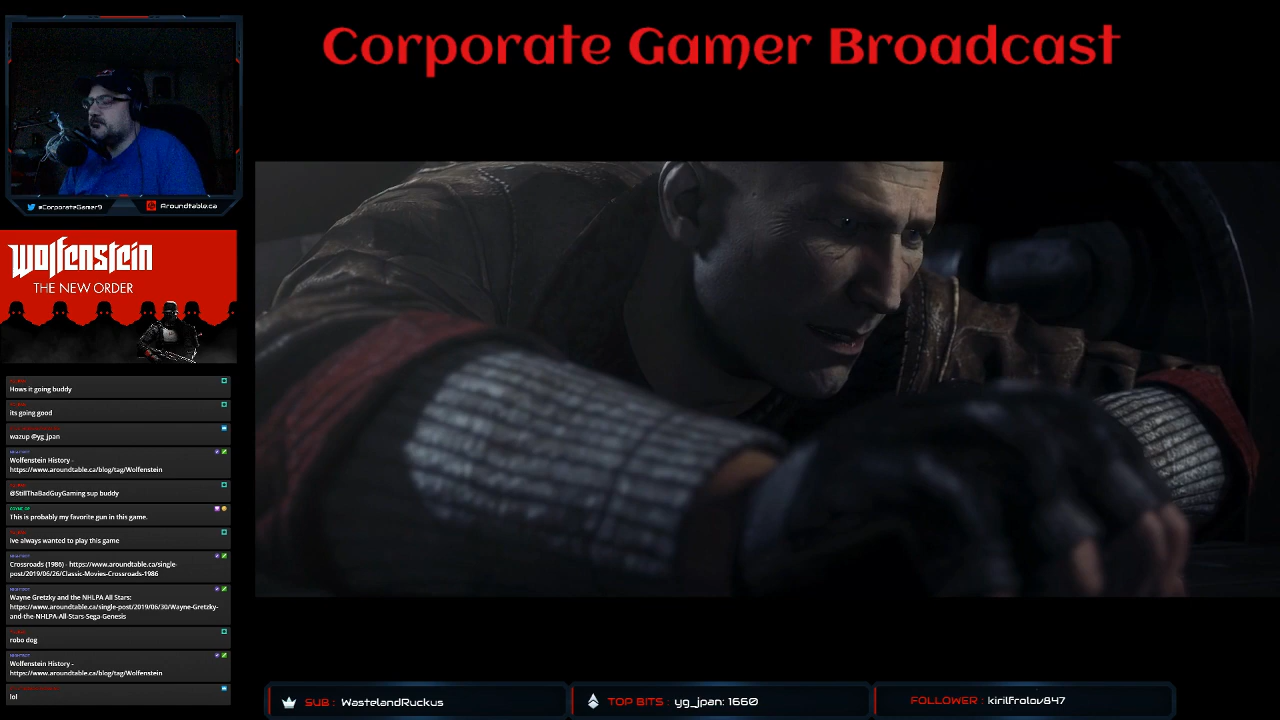 Corporate Gamer Broadcast
@CorporateGamer9
Aroundtable.ca
Wolfenstein
THE NEW ORDER
Hows it going buddy
its going good
wazup @yg_jpan
Wolfenstein History -
https://www.aroundtable.ca/blog/tag/Wolfenstein
@StillThaBadGuyGaming sup buddy
This is probably my favorite gun in this game.
Ive always wanted to play this game
Crossroads (1986) - https://www.aroundtable.ca/single-
post/2019/06/26/Classic-Movies-Crossroads-1986
Wayne Gretzky and the NHLPA All Stars:
https://www.aroundtable.ca/single-post/2019/06/30/Wayne-Gretzky-
and-the-NHLPA-All-Stars-Sega-Genesis
robo dog
Wolfenstein History -
https://www.aroundtable.ca/blog/tag/Wolfenstein
lol
SUB : WastelandRuckus
TOP BITS : yg_jpan: 1660
FOLLOWER : kirilfrolov847